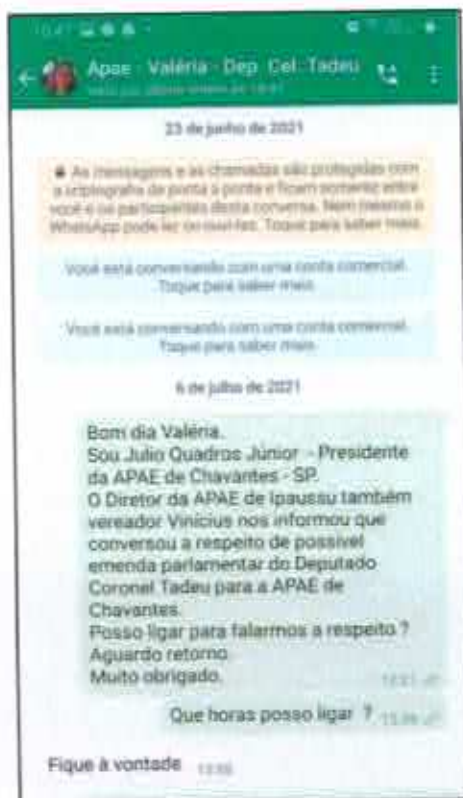 Apae - Valéria - Dep. Cel. Tadeu
23 de junho de 2021
As mensagens e as chamadas são protegidas com
a criptografia de ponta a ponta e ficam somente entre
você e os participantes desta conversa. Nem mesmo o
WhatsApp pode ler ou ouvi-las. Toque para saber mais.
Você está conversando com uma conta comercial.
Toque para saber mais.
Você está conversando com uma conta comercial.
Toque para saber mais.
6 de julho de 2021
Bom dia Valéria.
Sou Julio Quadros Júnior - Presidente
da APAE de Chavantes - SP.
O Diretor da APAE de Ipaussu também
vereador Vinicius nos informou que
conversou a respeito de possível
emenda parlamentar do Deputado
Coronel Tadeu para a APAE de
Chavantes.
Posso ligar para falarmos a respeito ?
Aguardo retorno.
Muito obrigado.
Que horas posso ligar ?
Fique à vontade